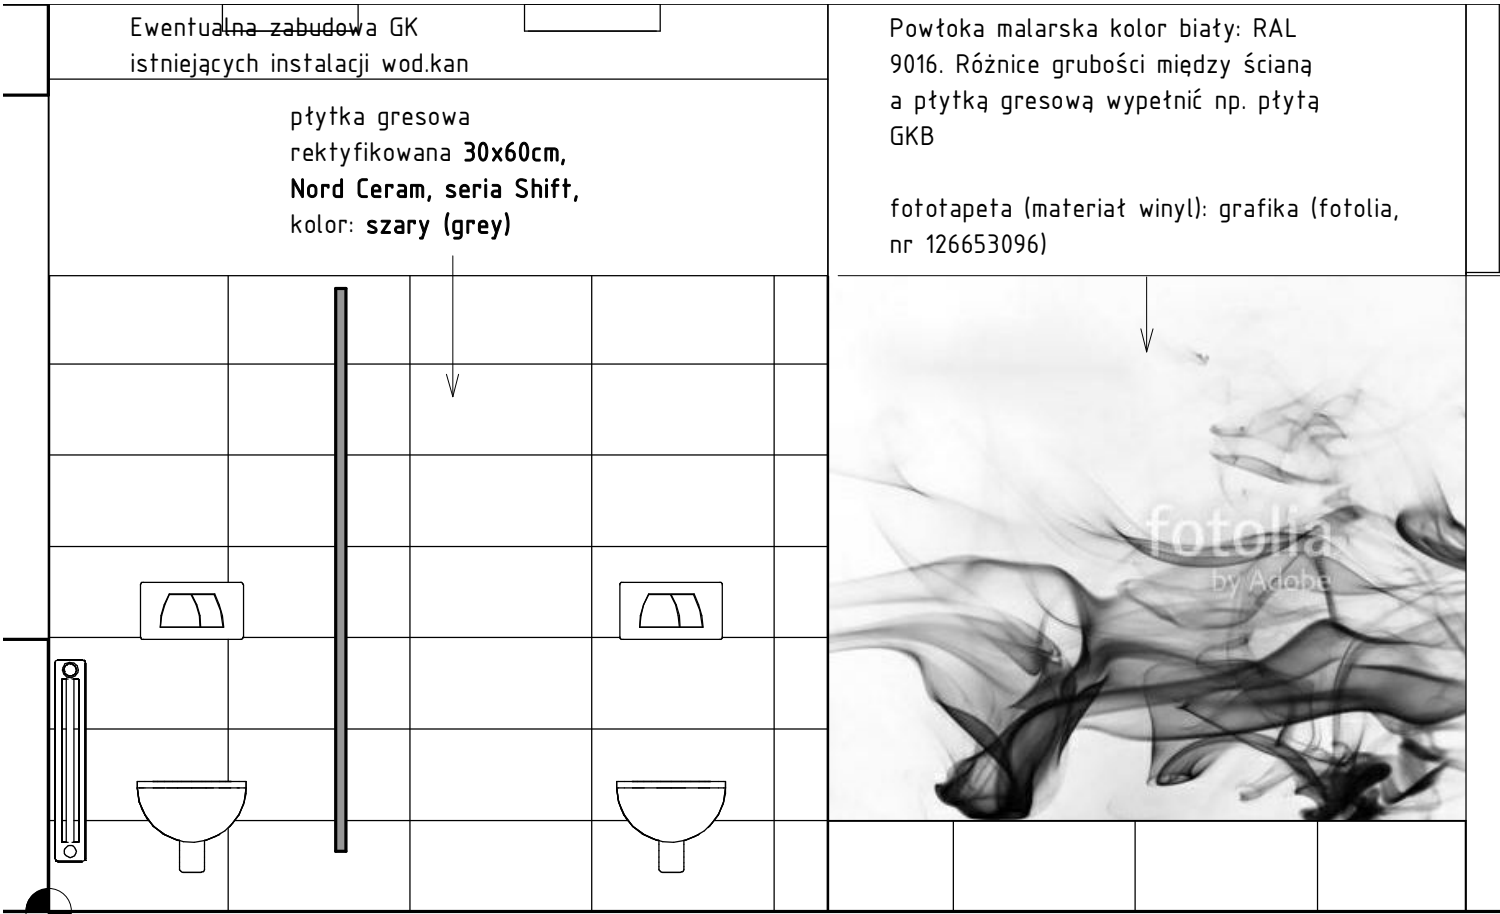 Ewentualna zabudowa GK
istniejących instalacji wod.kan
płytka gresowa
rektyfikowana 30x60cm,
Nord Ceram, seria Shift,
kolor: szary (grey)
Powłoka malarska kolor biały: RAL
9016. Różnice grubości między ścianą
a płytką gresową wypełnić np. płytą
GKB
fototapeta (materiał winyl): grafika (fotolia,
nr 126653096)
fotolia
by Adobe